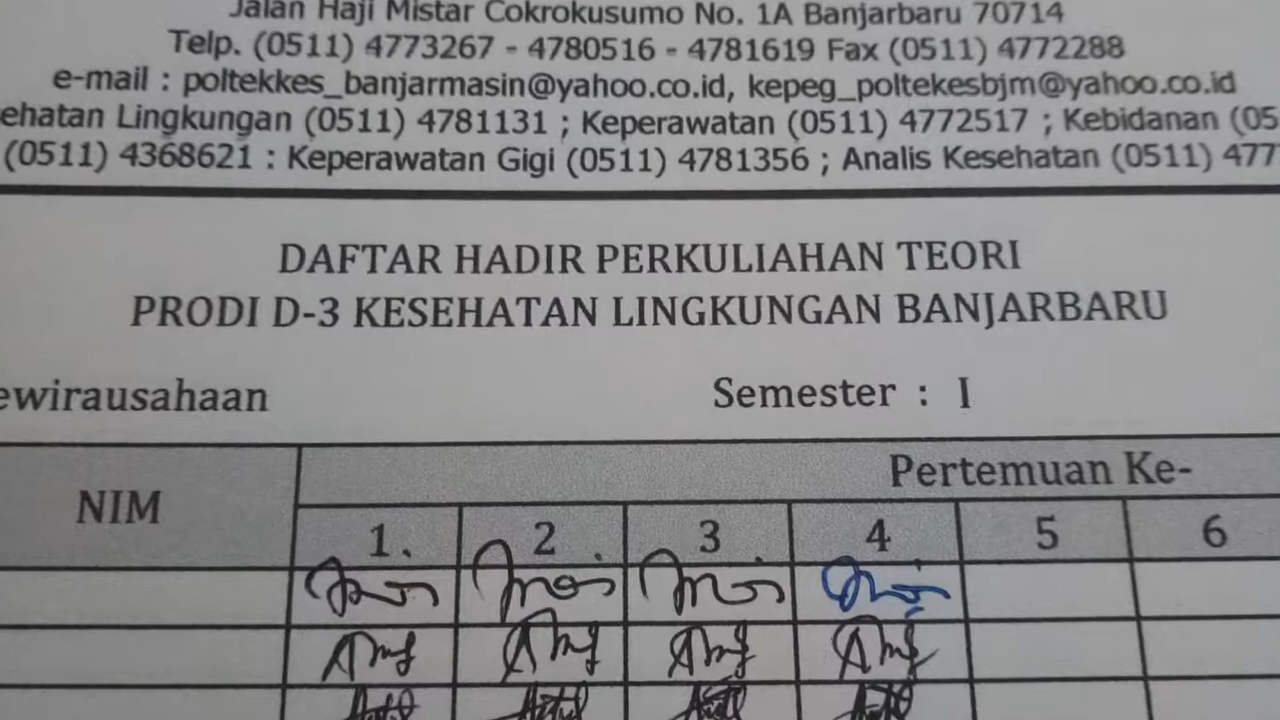 Jalan Haji Mistar Cokrokusumo No. 1A Banjarbaru 70714
Telp. (0511) 4773267 - 4780516 - 4781619 Fax (0511) 4772288
e-mail : poltekkes_banjarmasin@yahoo.co.id, kepeg_poltekesbjm@yahoo.co.id
ehatan Lingkungan (0511) 4781131 ; Keperawatan (0511) 4772517 ; Kebidanan (05
(0511) 4368621 : Keperawatan Gigi (0511) 4781356 ; Analis Kesehatan (0511) 477
DAFTAR HADIR PERKULIAHAN TEORI
PRODI D-3 KESEHATAN LINGKUNGAN BANJARBARU
ewirausahaan Semester : I
NIM Pertemuan Ke-
1. 2 3 4 5 6